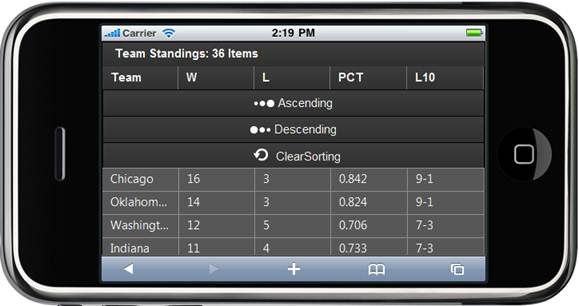 Carrier 2:19 PM
Team Standings: 36 Items
Team W L PCT L10
Ascending
Descending
ClearSorting
Chicago 16 3 0.842 9-1
Oklahom... 14 3 0.824 9-1
Washingt... 12 5 0.706 7-3
Indiana 11 4 0.733 7-3